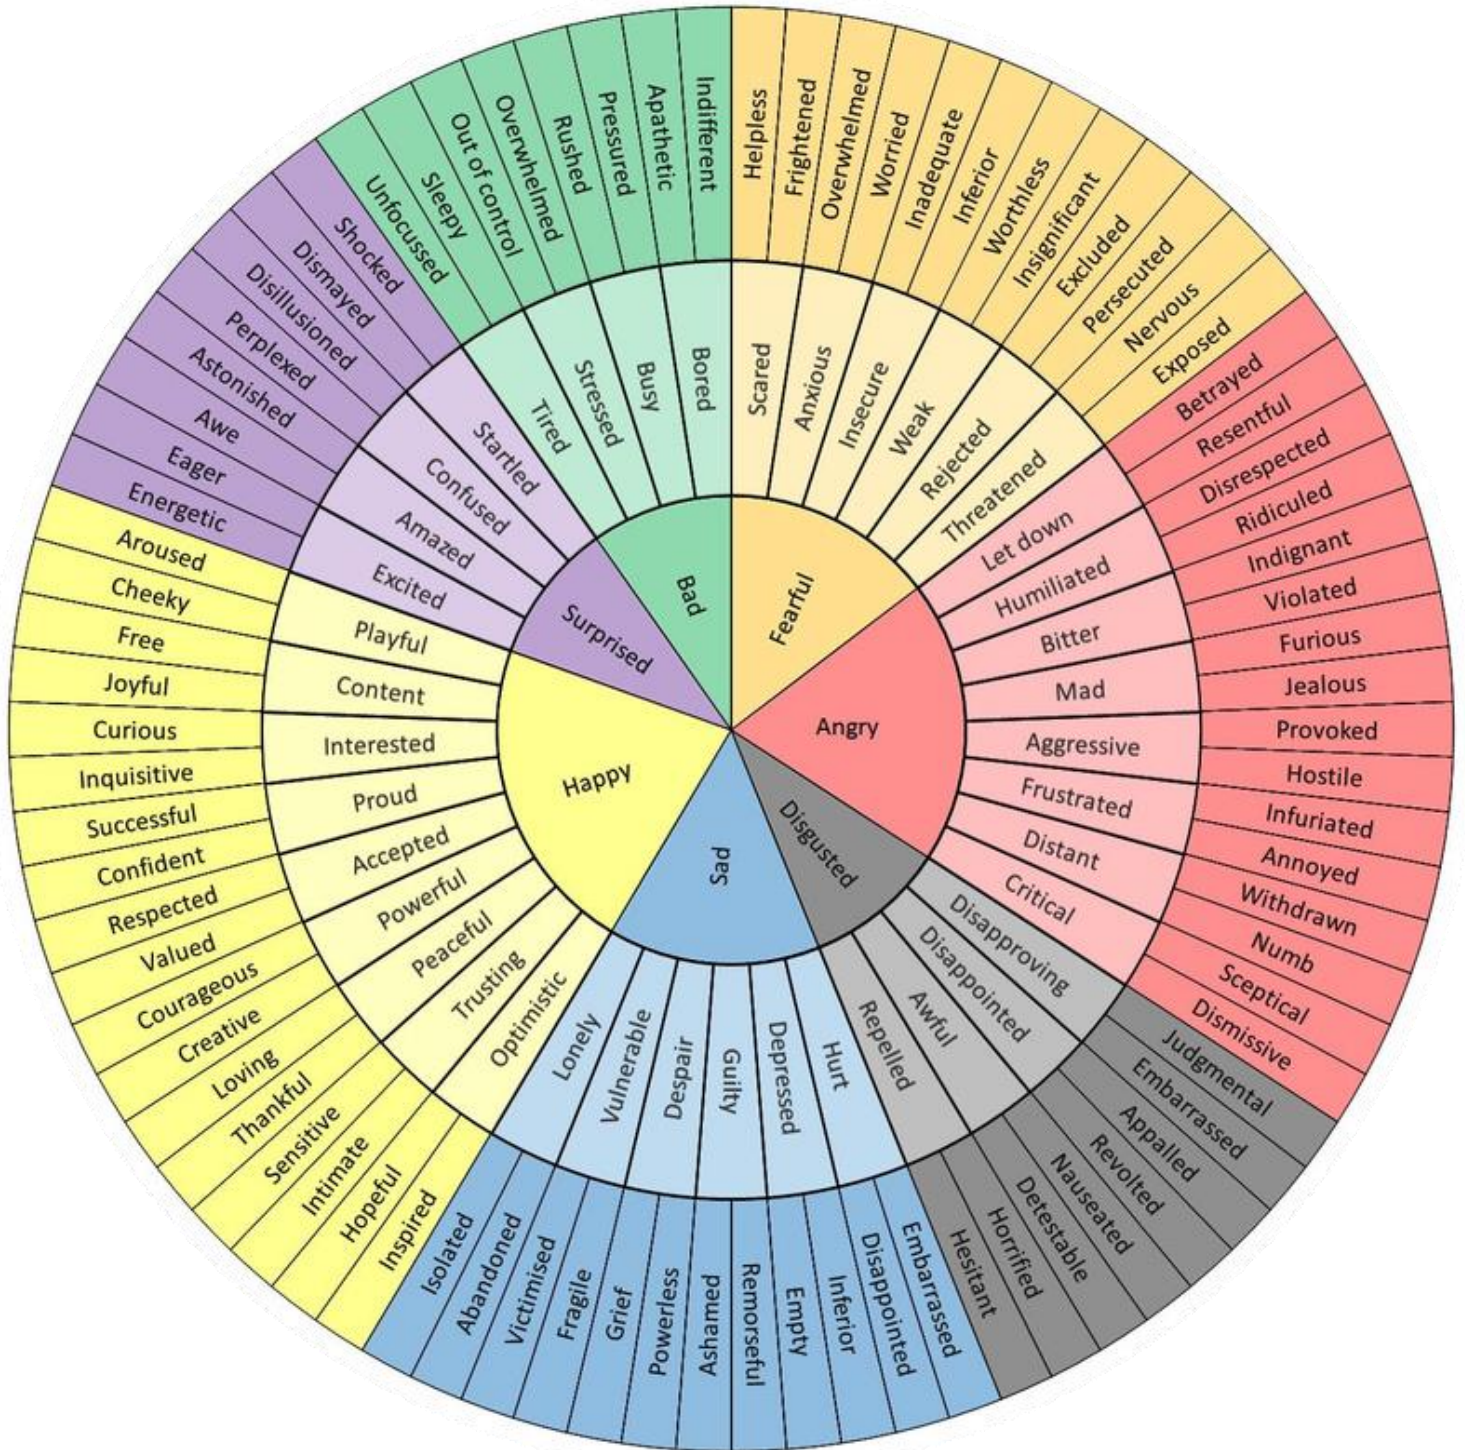 Fearful
Angry
Disgusted
Sad
Happy
Surprised
Bad
Scared
Anxious
Insecure
Weak
Rejected
Threatened
Let down
Humiliated
Bitter
Mad
Aggressive
Frustrated
Distant
Critical
Disapproving
Disappointed
Awful
Repelled
Hurt
Depressed
Guilty
Despair
Vulnerable
Lonely
Optimistic
Trusting
Peaceful
Powerful
Accepted
Proud
Interested
Content
Playful
Excited
Amazed
Confused
Startled
Tired
Stressed
Busy
Bored
Helpless
Frightened
Overwhelmed
Worried
Inadequate
Inferior
Worthless
Insignificant
Excluded
Persecuted
Nervous
Exposed
Betrayed
Resentful
Disrespected
Ridiculed
Indignant
Violated
Furious
Jealous
Provoked
Hostile
Infuriated
Annoyed
Withdrawn
Numb
Sceptical
Dismissive
Judgmental
Embarrassed
Appalled
Revolted
Nauseated
Detestable
Horrified
Hesitant
Embarrassed
Disappointed
Inferior
Empty
Remorseful
Ashamed
Powerless
Grief
Fragile
Victimised
Abandoned
Isolated
Inspired
Hopeful
Intimate
Sensitive
Thankful
Loving
Creative
Courageous
Valued
Respected
Confident
Successful
Inquisitive
Curious
Joyful
Free
Cheeky
Aroused
Energetic
Eager
Awe
Astonished
Perplexed
Disillusioned
Dismayed
Shocked
Unfocussed
Sleepy
Out of control
Overwhelmed
Rushed
Pressured
Apathetic
Indifferent